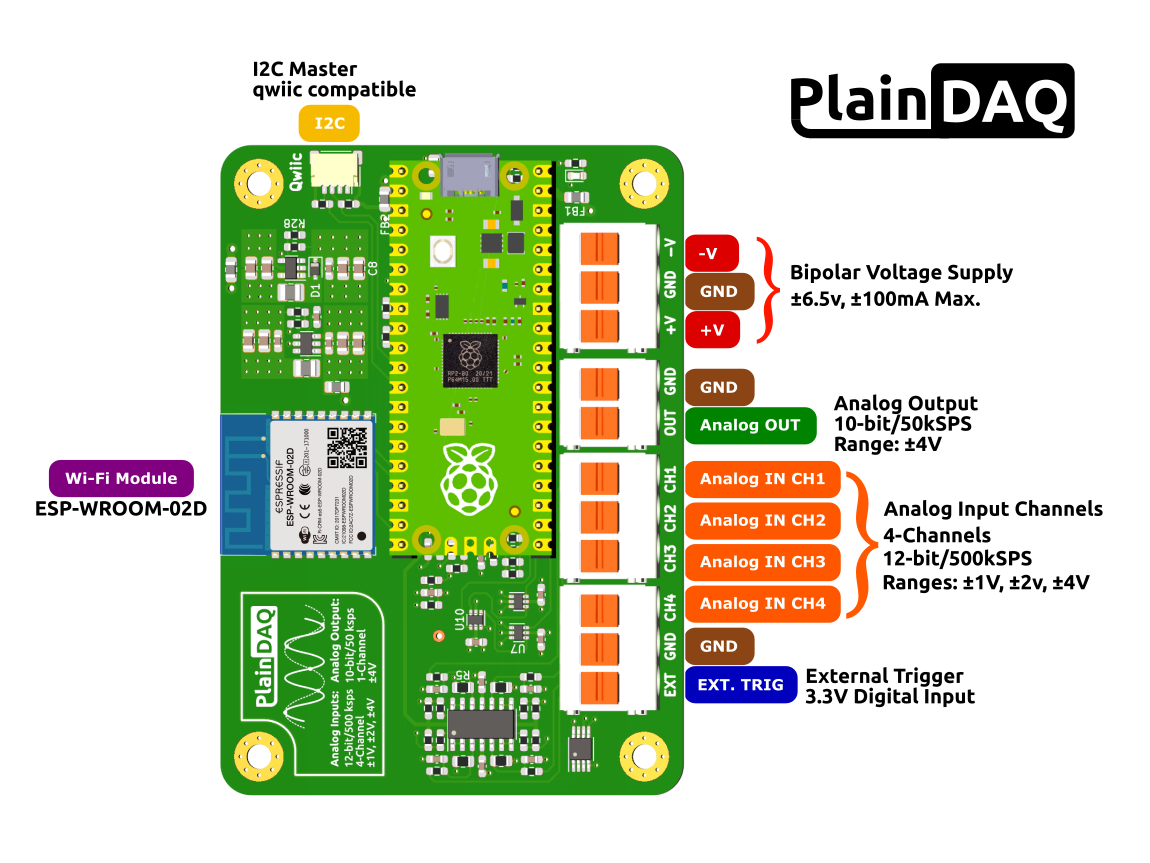 I2C Master
qwiic compatible
I2C
PlainDAQ
Qwiic
R28
FB2
C8
D1
FB1
-V
GND
+V
-V
GND
+V
Bipolar Voltage Supply
±6.5v, ±100mA Max.
GND
OUT
GND
Analog OUT
Analog Output
10-bit/50kSPS
Range: ±4V
RP2-B0 20/21
P64M15.00 TTT
Wi-Fi Module
ESP-WROOM-02D
ESPRESSIF
ESP-WROOM-02D
CH1
CH2
CH3
Analog IN CH1
Analog IN CH2
Analog IN CH3
Analog IN CH4
Analog Input Channels
4-Channels
12-bit/500kSPS
Ranges: ±1V, ±2v, ±4V
CH4
GND
EXT
GND
EXT. TRIG
External Trigger
3.3V Digital Input
U10
U7
R5
PlainDAQ
Analog Inputs:
12-bit/500 ksps
4-Channel
±1V, ±2V, ±4V
Analog Output:
10-bit/50 ksps
1-Channel
±4V